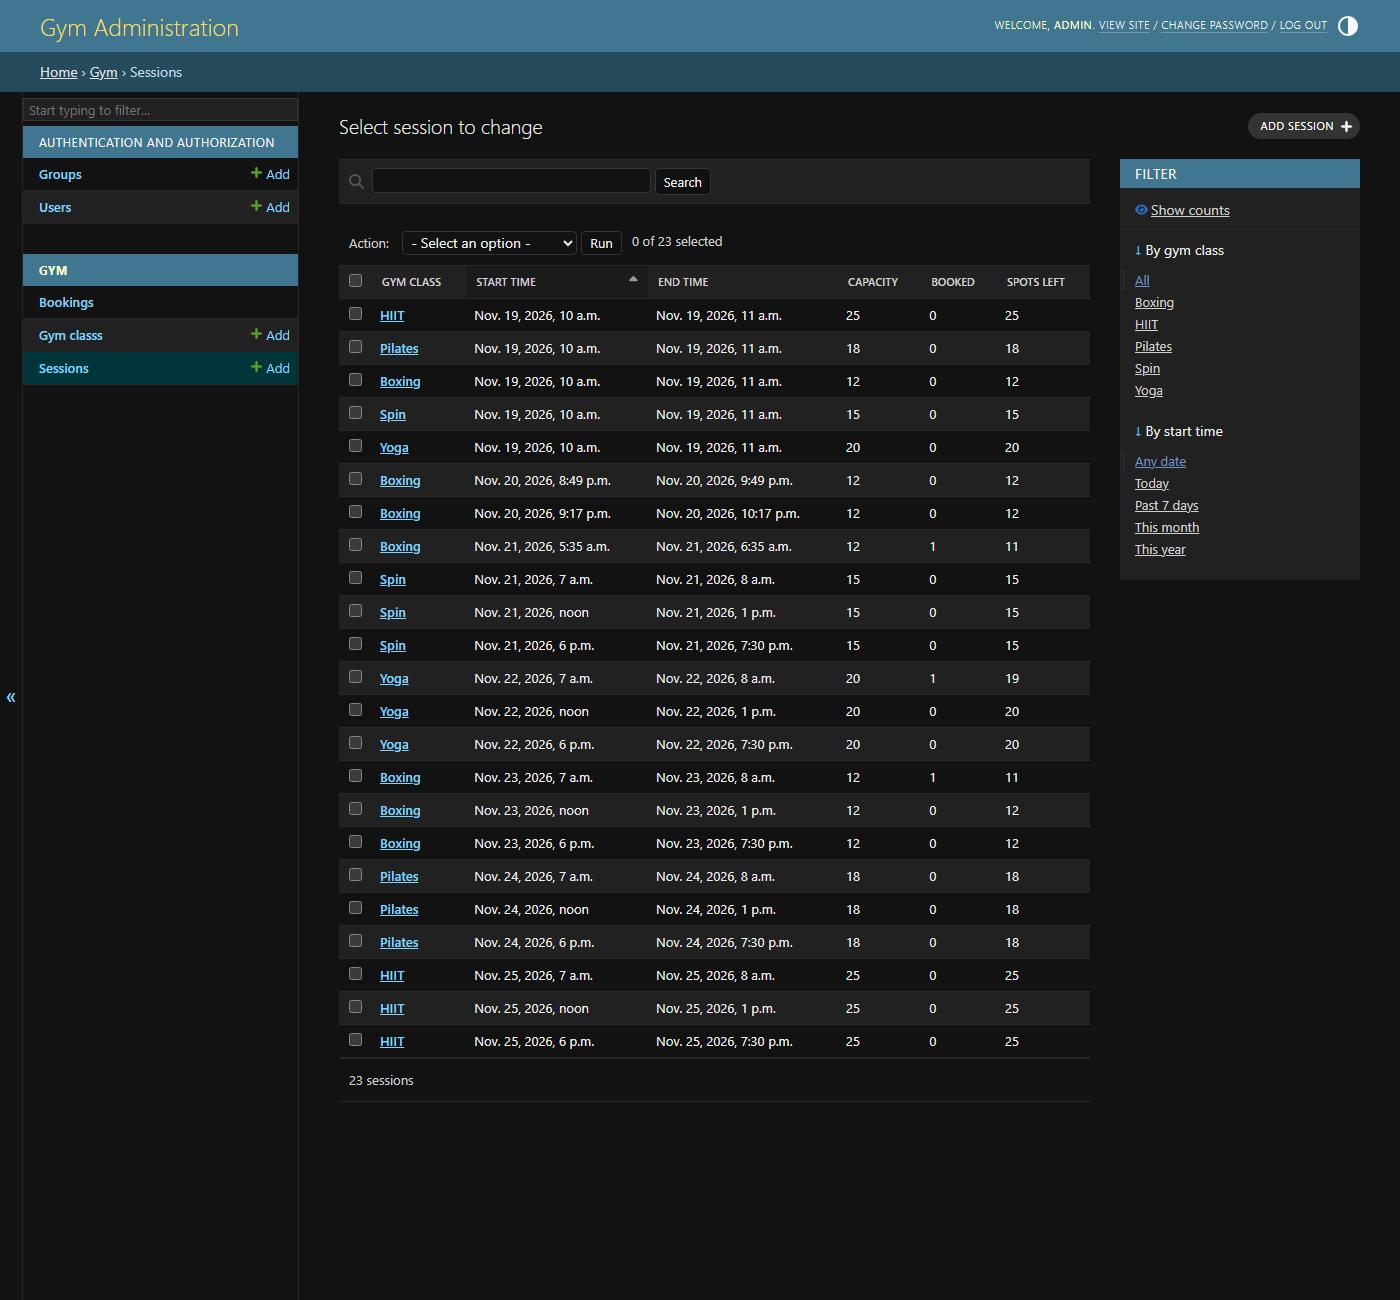 Gym Administration
WELCOME, ADMIN. VIEW SITE / CHANGE PASSWORD / LOG OUT
Home › Gym › Sessions
Start typing to filter...
AUTHENTICATION AND AUTHORIZATION
Groups + Add
Users + Add
GYM
Bookings
Gym classs + Add
Sessions + Add
«
Select session to change
ADD SESSION +
Search
Action: - Select an option - Run 0 of 23 selected
GYM CLASS START TIME END TIME CAPACITY BOOKED SPOTS LEFT
HIIT Nov. 19, 2026, 10 a.m. Nov. 19, 2026, 11 a.m. 25 0 25
Pilates Nov. 19, 2026, 10 a.m. Nov. 19, 2026, 11 a.m. 18 0 18
Boxing Nov. 19, 2026, 10 a.m. Nov. 19, 2026, 11 a.m. 12 0 12
Spin Nov. 19, 2026, 10 a.m. Nov. 19, 2026, 11 a.m. 15 0 15
Yoga Nov. 19, 2026, 10 a.m. Nov. 19, 2026, 11 a.m. 20 0 20
Boxing Nov. 20, 2026, 8:49 p.m. Nov. 20, 2026, 9:49 p.m. 12 0 12
Boxing Nov. 20, 2026, 9:17 p.m. Nov. 20, 2026, 10:17 p.m. 12 0 12
Boxing Nov. 21, 2026, 5:35 a.m. Nov. 21, 2026, 6:35 a.m. 12 1 11
Spin Nov. 21, 2026, 7 a.m. Nov. 21, 2026, 8 a.m. 15 0 15
Spin Nov. 21, 2026, noon Nov. 21, 2026, 1 p.m. 15 0 15
Spin Nov. 21, 2026, 6 p.m. Nov. 21, 2026, 7:30 p.m. 15 0 15
Yoga Nov. 22, 2026, 7 a.m. Nov. 22, 2026, 8 a.m. 20 1 19
Yoga Nov. 22, 2026, noon Nov. 22, 2026, 1 p.m. 20 0 20
Yoga Nov. 22, 2026, 6 p.m. Nov. 22, 2026, 7:30 p.m. 20 0 20
Boxing Nov. 23, 2026, 7 a.m. Nov. 23, 2026, 8 a.m. 12 1 11
Boxing Nov. 23, 2026, noon Nov. 23, 2026, 1 p.m. 12 0 12
Boxing Nov. 23, 2026, 6 p.m. Nov. 23, 2026, 7:30 p.m. 12 0 12
Pilates Nov. 24, 2026, 7 a.m. Nov. 24, 2026, 8 a.m. 18 0 18
Pilates Nov. 24, 2026, noon Nov. 24, 2026, 1 p.m. 18 0 18
Pilates Nov. 24, 2026, 6 p.m. Nov. 24, 2026, 7:30 p.m. 18 0 18
HIIT Nov. 25, 2026, 7 a.m. Nov. 25, 2026, 8 a.m. 25 0 25
HIIT Nov. 25, 2026, noon Nov. 25, 2026, 1 p.m. 25 0 25
HIIT Nov. 25, 2026, 6 p.m. Nov. 25, 2026, 7:30 p.m. 25 0 25
23 sessions
FILTER
Show counts
↓ By gym class
All
Boxing
HIIT
Pilates
Spin
Yoga
↓ By start time
Any date
Today
Past 7 days
This month
This year